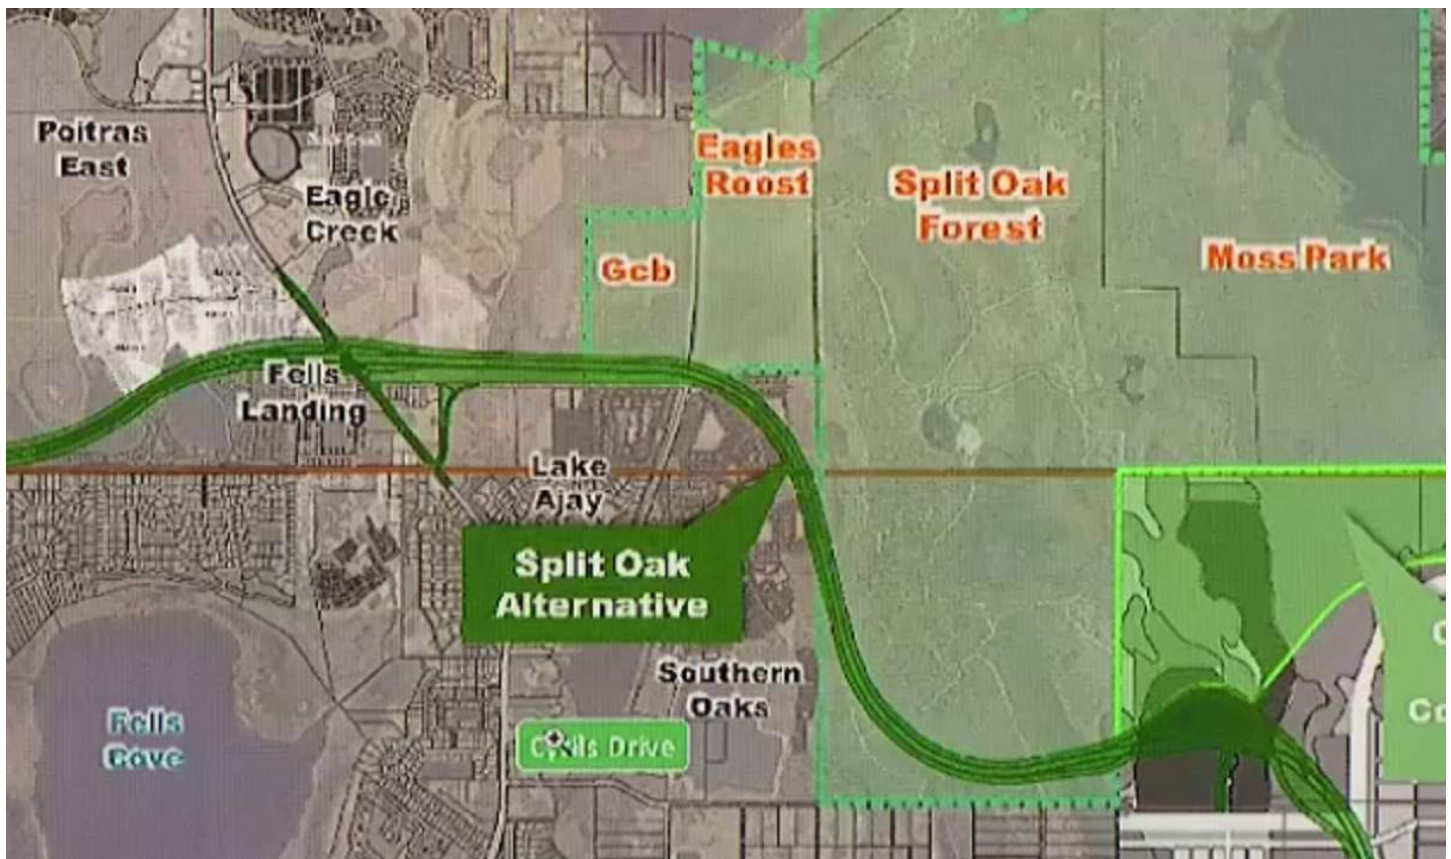 Poitras
East
Eagle
Creek
Eagles
Roost
Split Oak
Forest
Gcb
Moss Park
Fells
Landing
Lake
Ajay
Split Oak
Alternative
Southern
Oaks
Fells
Cove
Drive